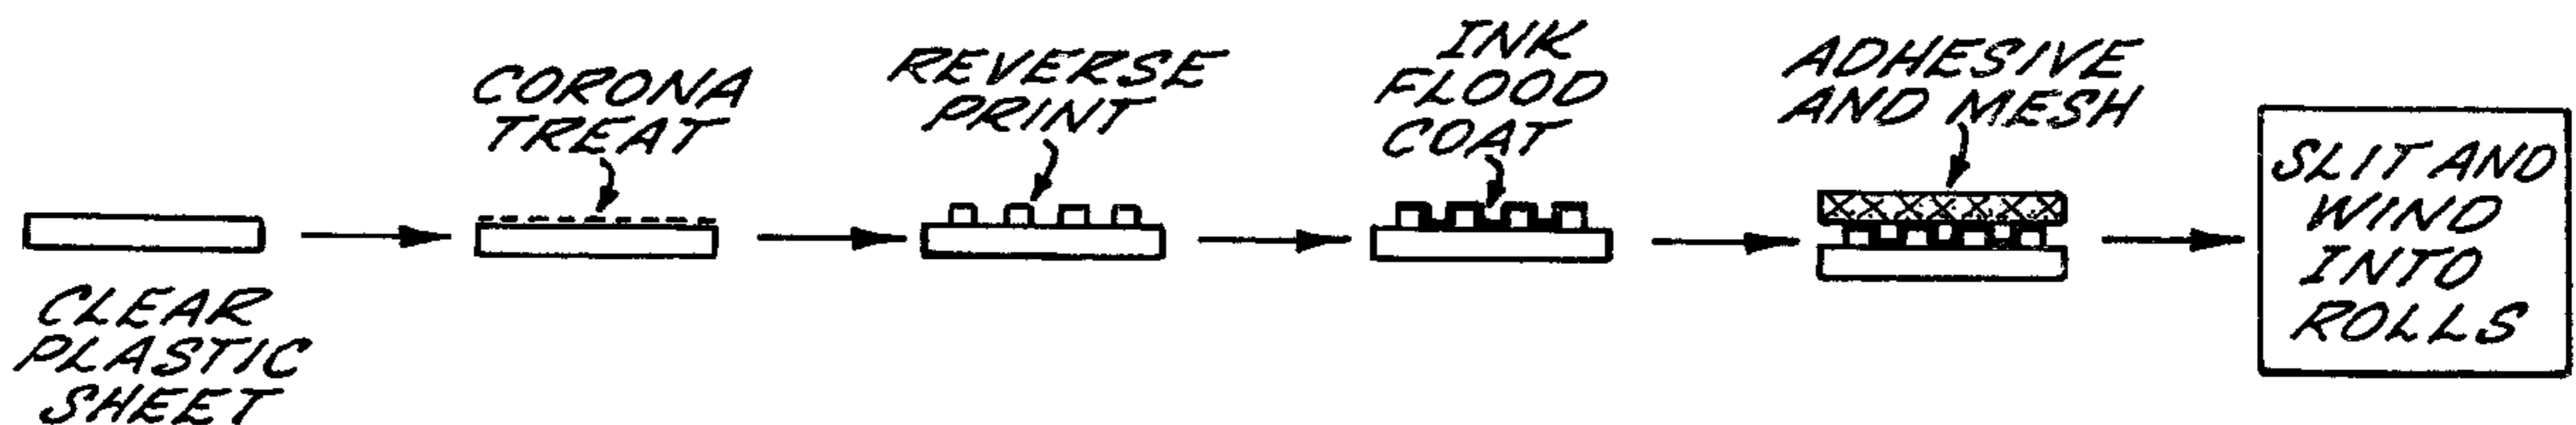 CLEAR
PLASTIC
SHEET
CORONA
TREAT
REVERSE
PRINT
INK
FLOOD
COAT
ADHESIVE
AND MESH
SLIT AND
WIND
INTO
ROLLS